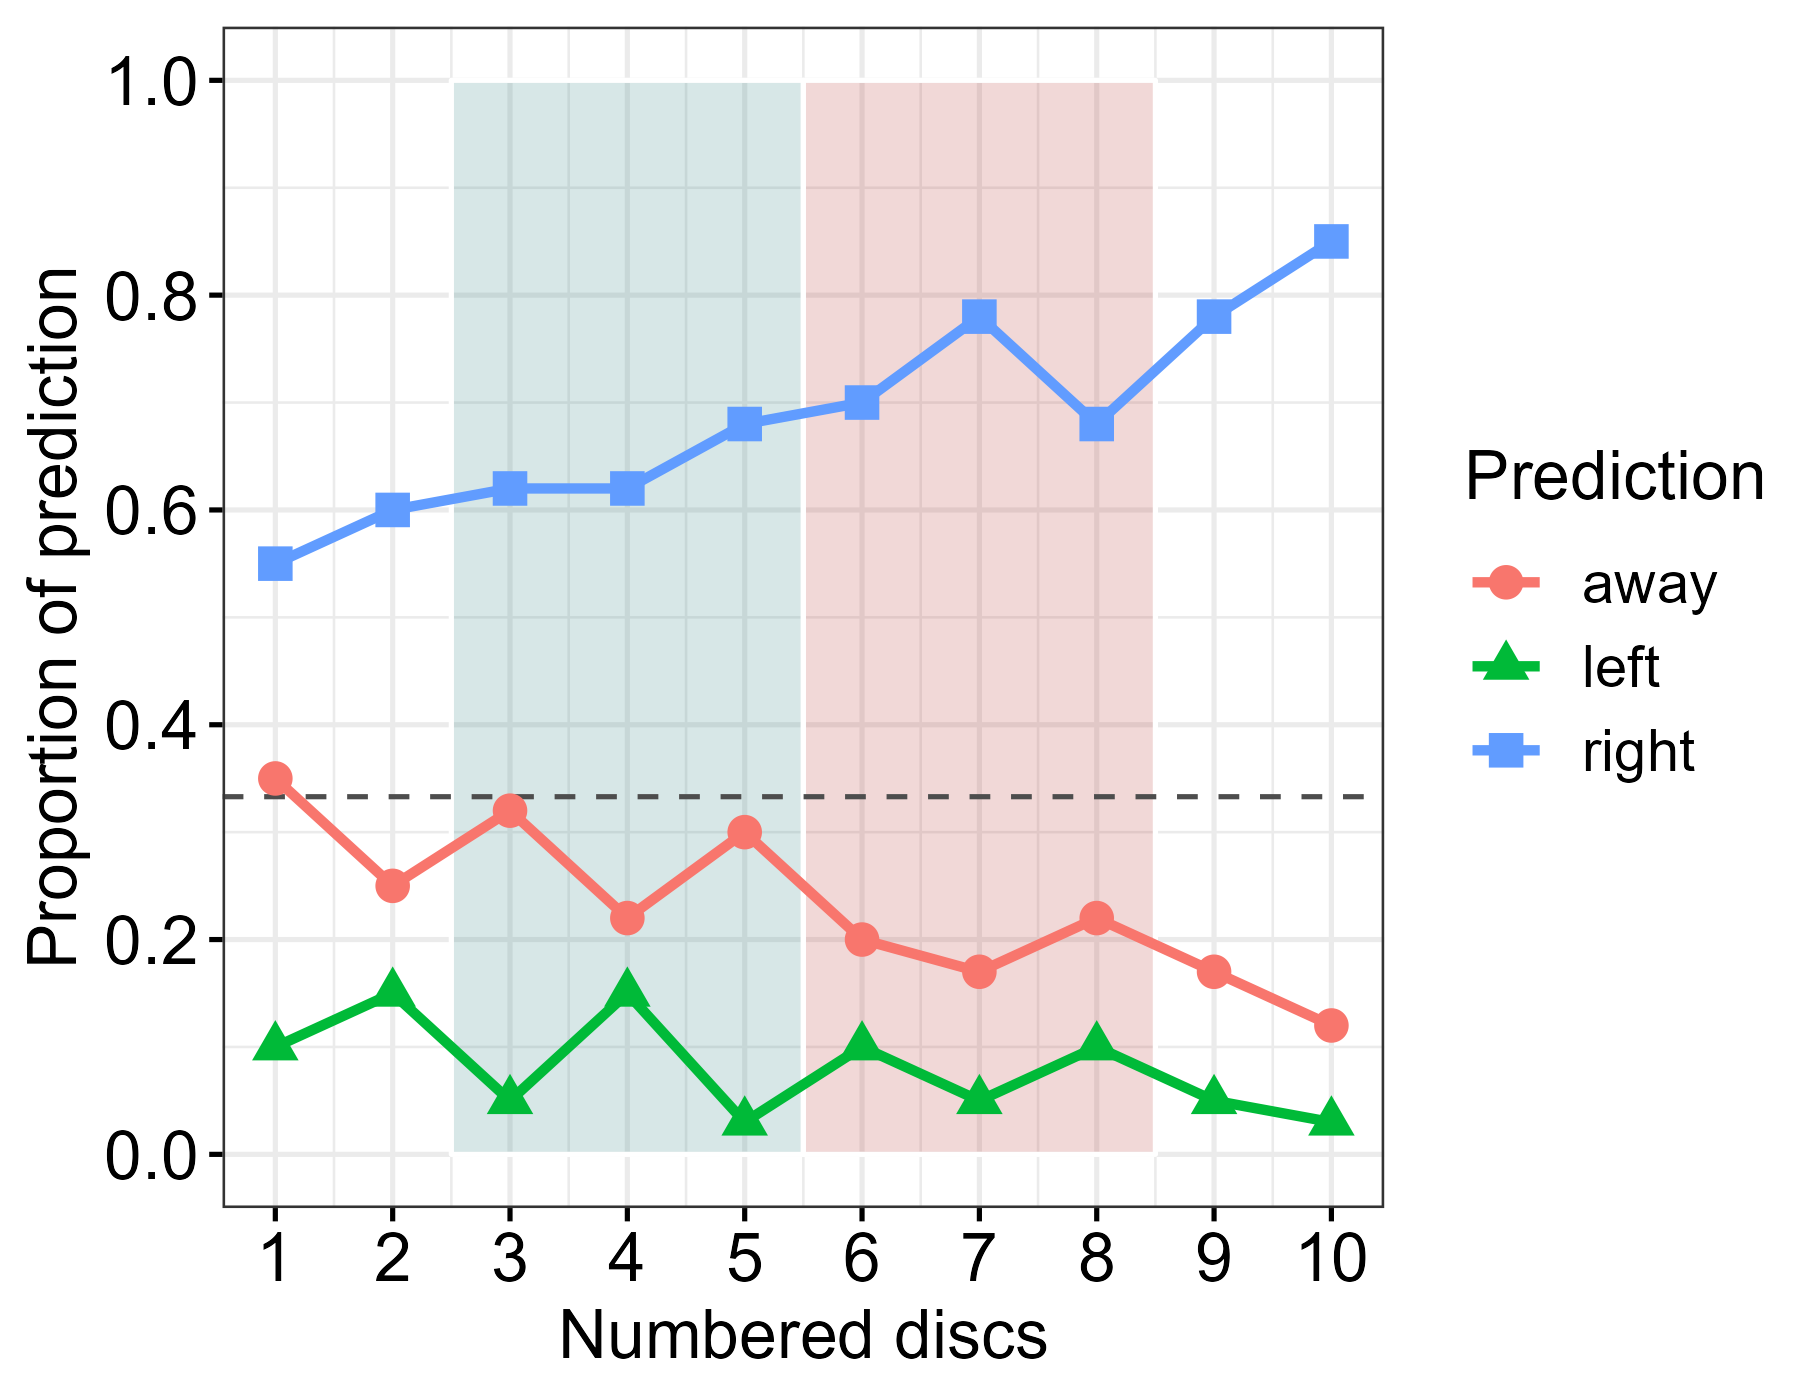 1.0
0.8
0.6
0.4
0.2
0.0
Proportion of prediction
1 2 3 4 5 6 7 8 9 10
Numbered discs
Prediction
away
left
right